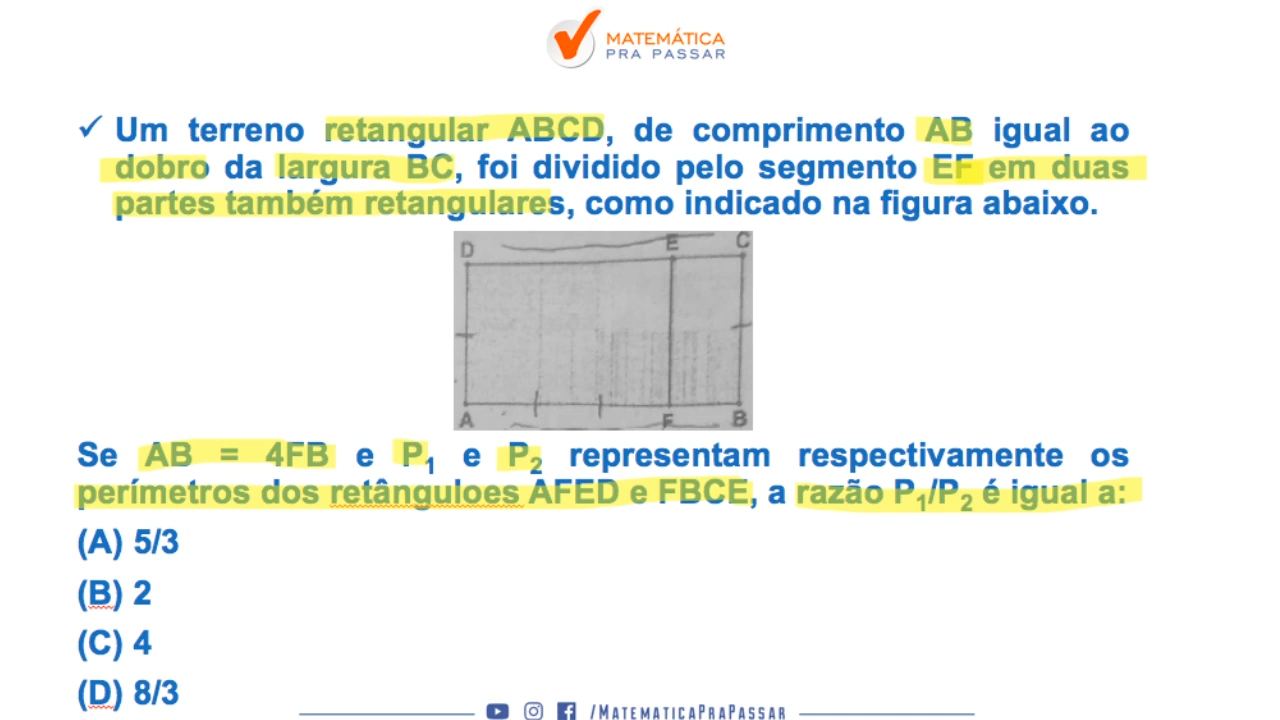 MATEMÁTICA
PRA PASSAR
✓ Um terreno retangular ABCD, de comprimento AB igual ao
dobro da largura BC, foi dividido pelo segmento EF em duas
partes também retangulares, como indicado na figura abaixo.
D E C
A F B
Se AB = 4FB e P₁ e P₂ representam respectivamente os
perímetros dos retânguloes AFED e FBCE, a razão P₁/P₂ é igual a:
(A) 5/3
(B) 2
(C) 4
(D) 8/3
/MATEMATICAPRAPASSAR